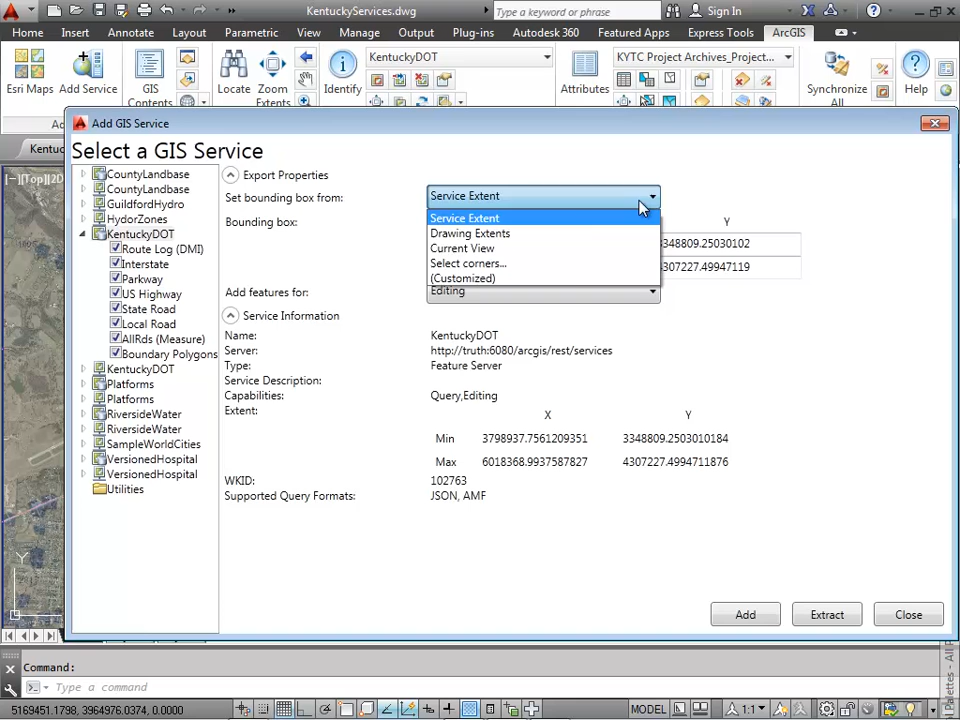 KentuckyServices.dwg
Type a keyword or phrase
Sign In
Home Insert Annotate Layout Parametric View Manage Output Plug-ins Autodesk 360 Featured Apps Express Tools ArcGIS
KentuckyDOT
KYTC Project Archives_Project...
Esri Maps Add Service GIS Contents Locate Zoom Extents Identify Attributes Synchronize All Help
Add GIS Service
Select a GIS Service
[–][Top][2D
CountyLandbase
CountyLandbase
GuildfordHydro
HydorZones
KentuckyDOT
Route Log (DMI)
Interstate
Parkway
US Highway
State Road
Local Road
AllRds (Measure)
Boundary Polygons
KentuckyDOT
Platforms
Platforms
RiversideWater
RiversideWater
SampleWorldCities
VersionedHospital
VersionedHospital
Utilities
Export Properties
Set bounding box from: Service Extent
Service Extent
Drawing Extents
Current View
Select corners...
(Customized)
Bounding box: Y
3348809.25030102
4307227.49947119
Add features for: Editing
Service Information
Name: KentuckyDOT
Server: http://truth:6080/arcgis/rest/services
Type: Feature Server
Service Description:
Capabilities: Query,Editing
Extent: X Y
Min 3798937.7561209351 3348809.2503010184
Max 6018368.9937587827 4307227.4994711876
WKID: 102763
Supported Query Formats: JSON, AMF
Add Extract Close
Command:
Type a command
5169451.1798, 3964976.0374, 0.0000
MODEL
1:1